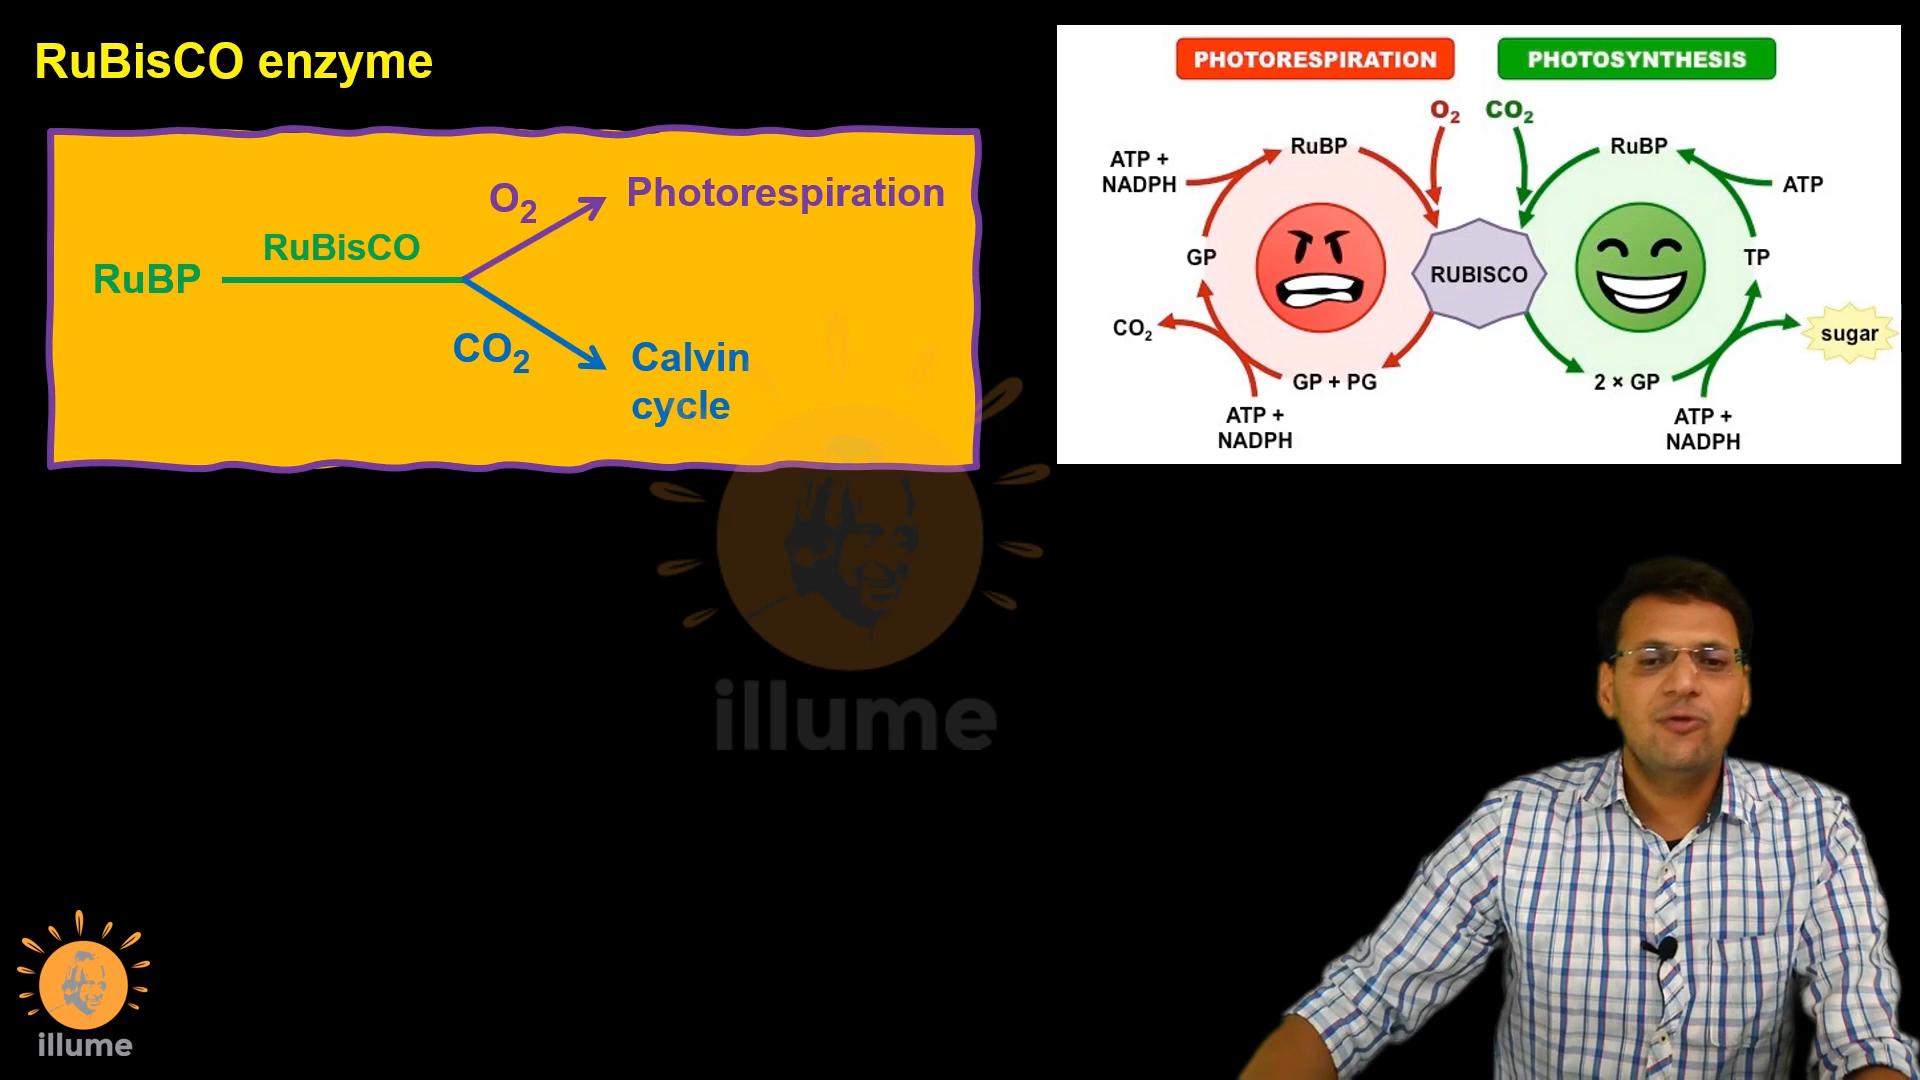 RuBisCO enzyme
O₂
Photorespiration
RuBisCO
RuBP
CO₂
Calvin
cycle
PHOTORESPIRATION
PHOTOSYNTHESIS
O₂
CO₂
RuBP
RuBP
ATP +
NADPH
ATP
GP
RUBISCO
TP
CO₂
sugar
GP + PG
2 × GP
ATP +
NADPH
ATP +
NADPH
illume
illume